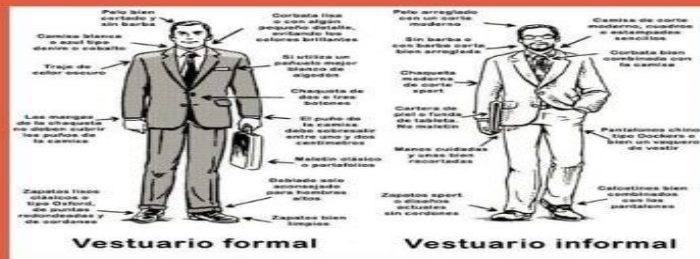 Pelo bien
cortado y
sin barba
Camisa blanca
o azul tipo
denim o cobalto
Traje de
color oscuro
Las mangas
de la chaqueta
no deben cubrir
los puños de
la camisa
Zapatos lisos
clásicos o
tipo Oxford,
de puntas
redondeadas y
de cordones
Corbata lisa
o con algún
pequeño detalle,
evitando los
colores brillantes
Si utiliza un
pañuelo mejor
blanco de
algodón
Chaqueta de
dos o tres
botones
El puño de
la camisa
debe sobresalir
entre uno y dos
centímetros
Maletín clásico
o portafolios
Doblado solo
aconsejado
para hombres
altos
Zapatos bien
limpios
Vestuario formal
Pelo arreglado
con un corte
moderno
Sin barba o
con barba corta
bien arreglada
Chaqueta
moderna
de corte
sport
Cartera de
piel o funda
de tableta.
No maletín
Manos cuidadas
y uñas bien
recortadas
Zapatos sport
o diseños
actuales
sin cordones
Camisa de corte
moderno, cuadros
o estampados
sencillos
Corbata bien
combinada con
la camisa
Pantalones chino
tipo Dockers
bien un vaquero
de vestir
Calcetines bien
combinados
con los
pantalones
Vestuario informal